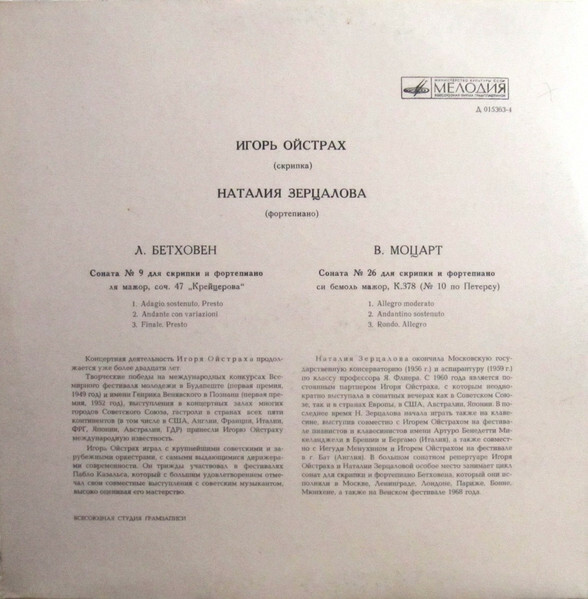 МИНИСТЕРСТВО КУЛЬТУРЫ СССР
МЕЛОДИЯ
ВСЕСОЮЗНАЯ ФИРМА ГРАМПЛАСТИНОК
Д 015303-4
ИГОРЬ ОЙСТРАХ
(скрипка)
НАТАЛИЯ ЗЕРЦАЛОВА
(фортепиано)
Л. БЕТХОВЕН
Соната № 9 для скрипки и фортепиано
ля мажор, соч. 47 „Крейцерова“
1. Adagio sostenuto. Presto
2. Andante con variazioni
3. Finale. Presto
В. МОЦАРТ
Соната № 26 для скрипки и фортепиано
си бемоль мажор, K.378 (№ 10 по Петерсу)
1. Allegro moderato
2. Andantino sostenuto
3. Rondo. Allegro
Концертная деятельность Игоря Ойстраха продол-
жается уже более двадцати лет.
Творческие победы на международных конкурсах Все-
мирного фестиваля молодежи в Будапеште (первая премия,
1949 год) и имени Генрика Венявского в Познани (первая пре-
мия, 1952 год), выступления в концертных залах многих
городов Советского Союза, гастроли в странах всех пяти
континентов (в том числе в США, Англии, Франции, Италии,
ФРГ, Японии, Австралии, ГДР) принесли Игорю Ойстраху
международную известность.
Игорь Ойстрах играл с крупнейшими советскими и за-
рубежными оркестрами, с самыми выдающимися дирижера-
ми современности. Он трижды участвовал в фестивалях
Пабло Казальса, который с большим удовлетворением отме-
чал свои совместные выступления с советским музыкантом,
высоко оценивая его мастерство.
Наталия Зерцалова окончила Московскую госу-
дарственную консерваторию (1956 г.) и аспирантуру (1959 г.)
по классу профессора Я. Флиера. С 1960 года является по-
стоянным партнером Игоря Ойстраха, с которым неодно-
кратно выступала в сонатных вечерах как в Советском Сою-
зе, так и в странах Европы, в США, Австралии, Японии. В по-
следнее время Н. Зерцалова начала играть также на клаве-
сине, выступив совместно с Игорем Ойстрахом на фестива-
ле пианистов и клавесинистов имени Артуро Бенедетти Ми-
келанджели в Брешии и Бергамо (Италия), а также совмест-
но с Иегуди Менухиным и Игорем Ойстрахом на фестивале
в г. Бат (Англия). В большом сонатном репертуаре Игоря
Ойстраха и Наталии Зерцаловой особое место занимает цикл
сонат для скрипки и фортепиано Бетховена, который они ис-
полняли в Москве, Ленинграде, Лондоне, Париже, Бонне,
Мюнхене, а также на Венском фестивале 1968 года.
ВСЕСОЮЗНАЯ СТУДИЯ ГРАМЗАПИСИ